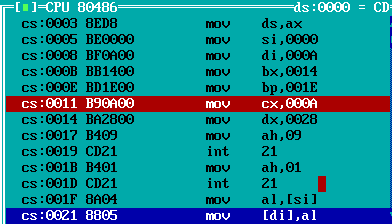 [■] CPU 80486 ds:0000 = CD
cs:0003 8ED8 mov ds,ax
cs:0005 BE0000 mov si,0000
cs:0008 BF0A00 mov di,000A
cs:000B BB1400 mov bx,0014
cs:000E BD1E00 mov bp,001E
cs:0011 B90A00 mov cx,000A
cs:0014 BA2800 mov dx,0028
cs:0017 B409 mov ah,09
cs:0019 CD21 int 21
cs:001B B401 mov ah,01
cs:001D CD21 int 21
cs:001F 8A04 mov al,[si]
cs:0021 8805 mov [di],al